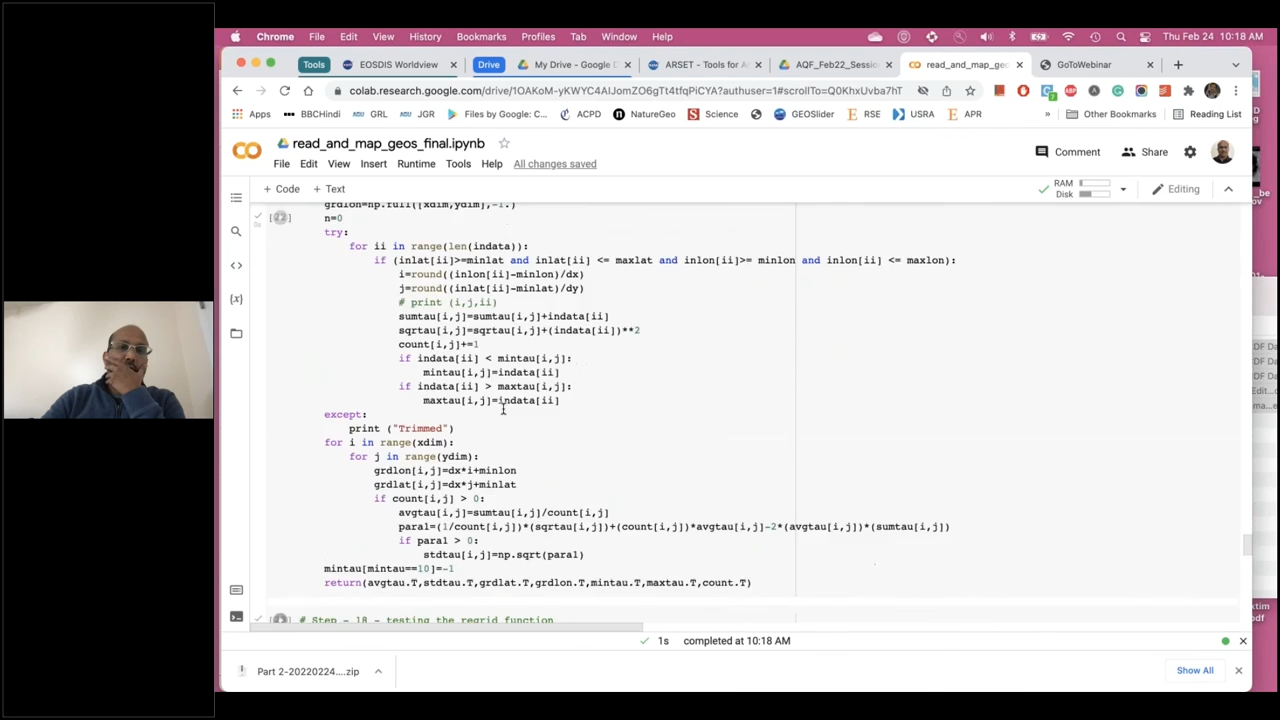 Chrome File Edit View History Bookmarks Profiles Tab Window Help Thu Feb 24 10:18 AM
Tools EOSDIS Worldview Drive My Drive - Google D ARSET - Tools for A AQF_Feb22_Sessio read_and_map_geo GoToWebinar
colab.research.google.com/drive/1OAKoM-yKWYC4AlJomZO6gTt4tfqPiCYA?authuser=1#scrollTo=Q0KhxUvba7hT
Apps BBCHindi GRL JGR Files by Google: C... ACPD NatureGeo Science GEOSlider RSE USRA APR » Other Bookmarks Reading List
read_and_map_geos_final.ipynb
File Edit View Insert Runtime Tools Help All changes saved
Comment Share
+ Code + Text
RAM
Disk
Editing
grdlon=np.full([xdim,ydim],-1.)
[22]
n=0
try:
for ii in range(len(indata)):
if (inlat[ii]>=minlat and inlat[ii] <= maxlat and inlon[ii]>= minlon and inlon[ii] <= maxlon):
i=round((inlon[ii]-minlon)/dx)
j=round((inlat[ii]-minlat)/dy)
# print (i,j,ii)
sumtau[i,j]=sumtau[i,j]+indata[ii]
sqrtau[i,j]=sqrtau[i,j]+(indata[ii])**2
count[i,j]+=1
if indata[ii] < mintau[i,j]:
mintau[i,j]=indata[ii]
if indata[ii] > maxtau[i,j]:
maxtau[i,j]=indata[ii]
except:
print ("Trimmed")
for i in range(xdim):
for j in range(ydim):
grdlon[i,j]=dx*i+minlon
grdlat[i,j]=dx*j+minlat
if count[i,j] > 0:
avgtau[i,j]=sumtau[i,j]/count[i,j]
para1=(1/count[i,j])*(sqrtau[i,j])+(count[i,j])*avgtau[i,j]-2*(avgtau[i,j])*(sumtau[i,j])
if para1 > 0:
stdtau[i,j]=np.sqrt(para1)
mintau[mintau==10]=-1
return(avgtau.T,stdtau.T,grdlat.T,grdlon.T,mintau.T,maxtau.T,count.T)
# Step - 18 - testing the regrid function
1s completed at 10:18 AM
Part 2-20220224....zip
Show All